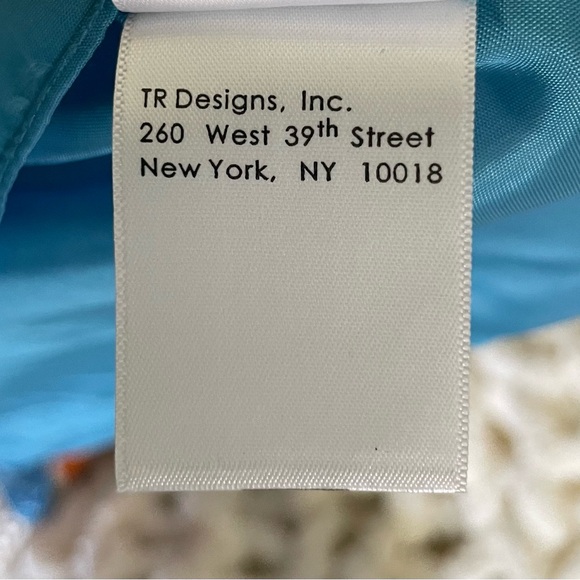 TR Designs, Inc.
260 West 39th Street
New York, NY 10018